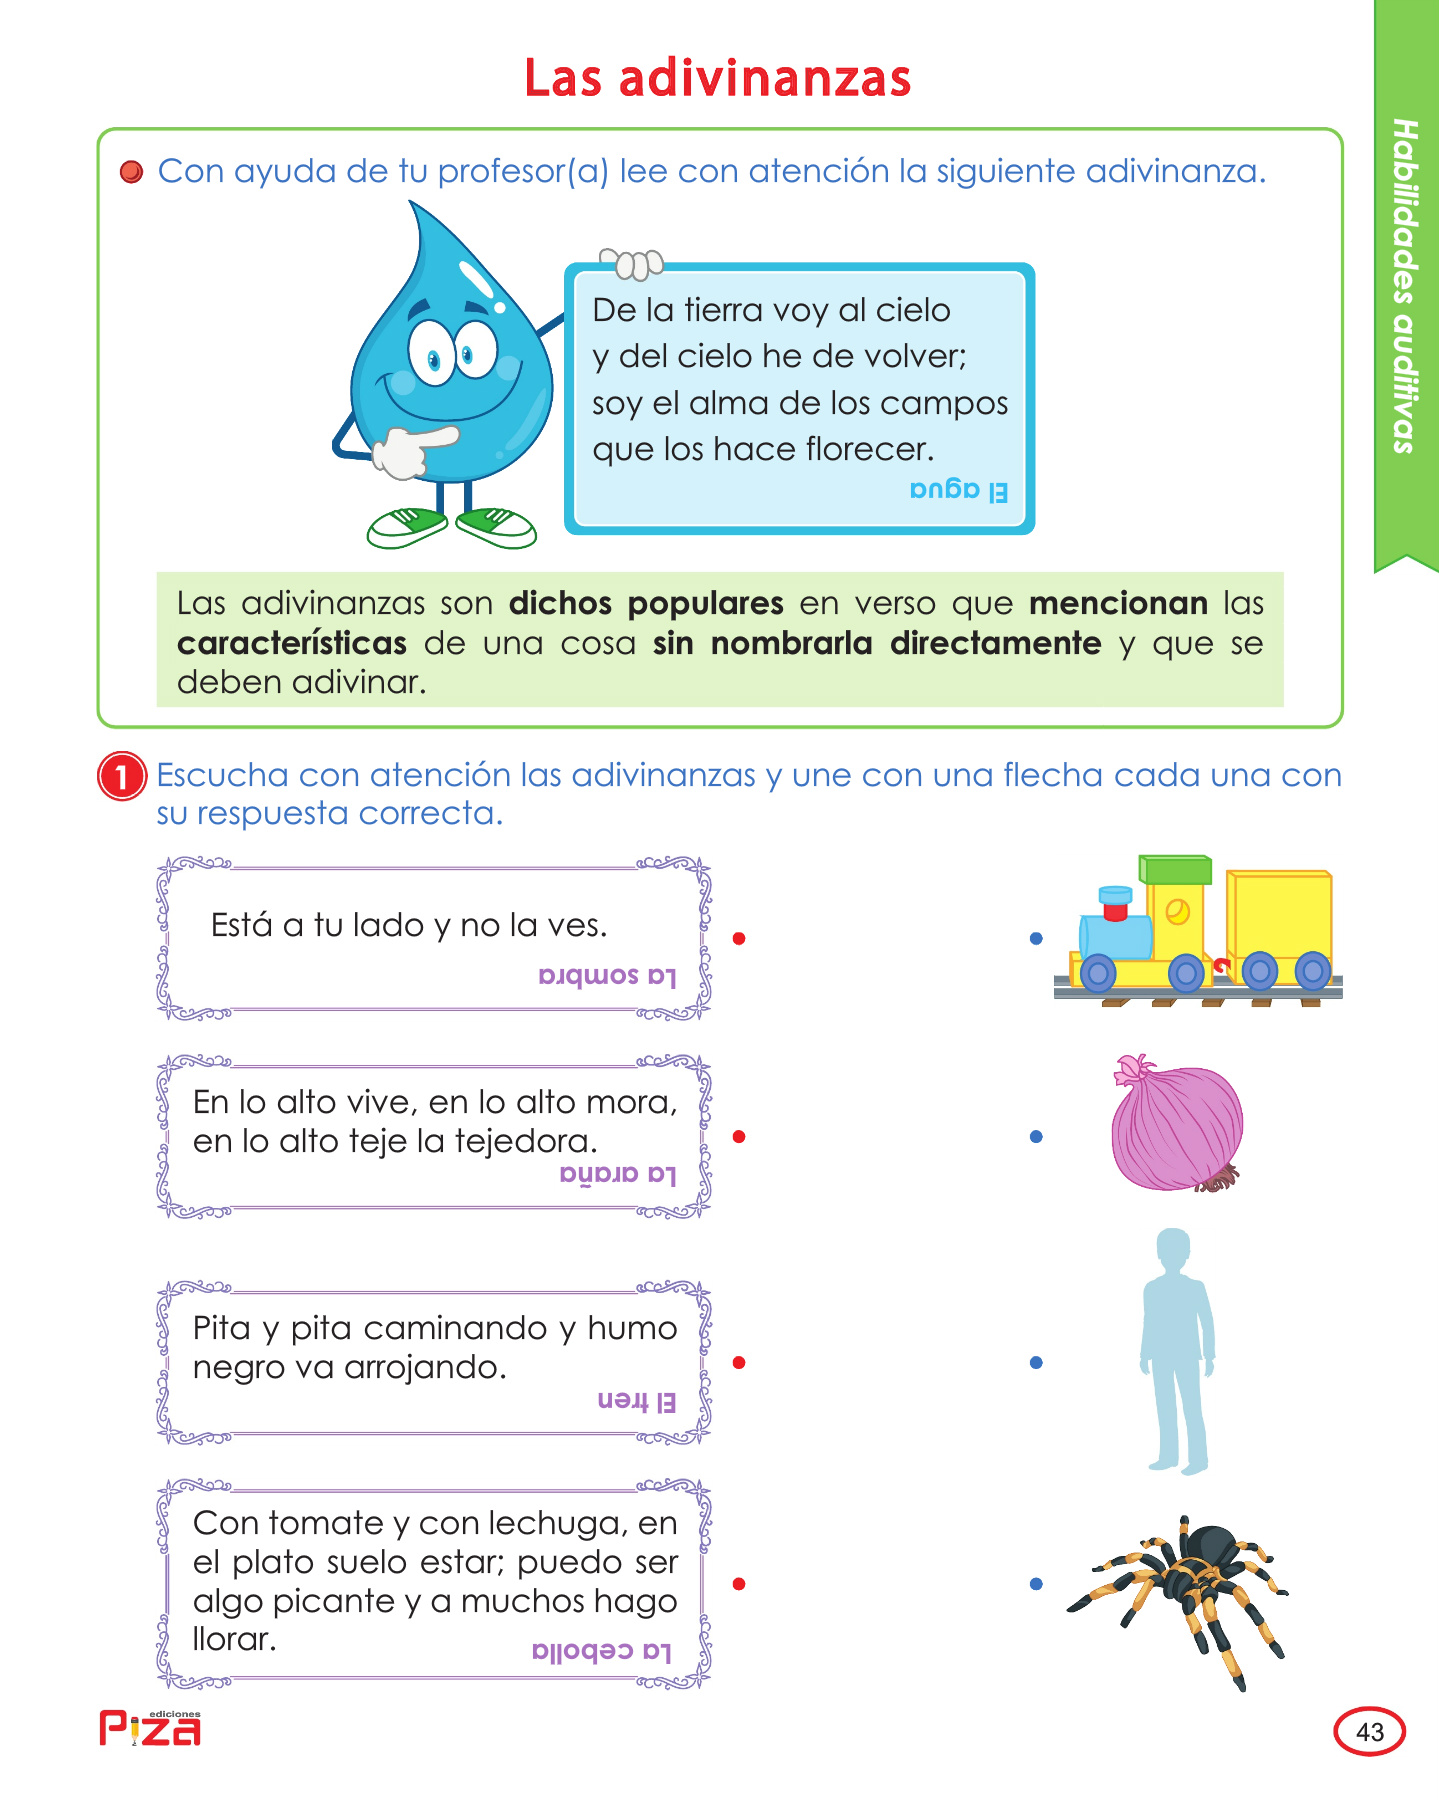 Las adivinanzas
Habilidades auditivas
Con ayuda de tu profesor(a) lee con atención la siguiente adivinanza.
De la tierra voy al cielo
y del cielo he de volver;
soy el alma de los campos
que los hace florecer.
El agua
Las adivinanzas son dichos populares en verso que mencionan las
características de una cosa sin nombrarla directamente y que se
deben adivinar.
1 Escucha con atención las adivinanzas y une con una flecha cada una con
su respuesta correcta.
Está a tu lado y no la ves.
La sombra
En lo alto vive, en lo alto mora,
en lo alto teje la tejedora.
La araña
Pita y pita caminando y humo
negro va arrojando.
El tren
Con tomate y con lechuga, en
el plato suelo estar; puedo ser
algo picante y a muchos hago
llorar.
La cebolla
ediciones
Piza
43